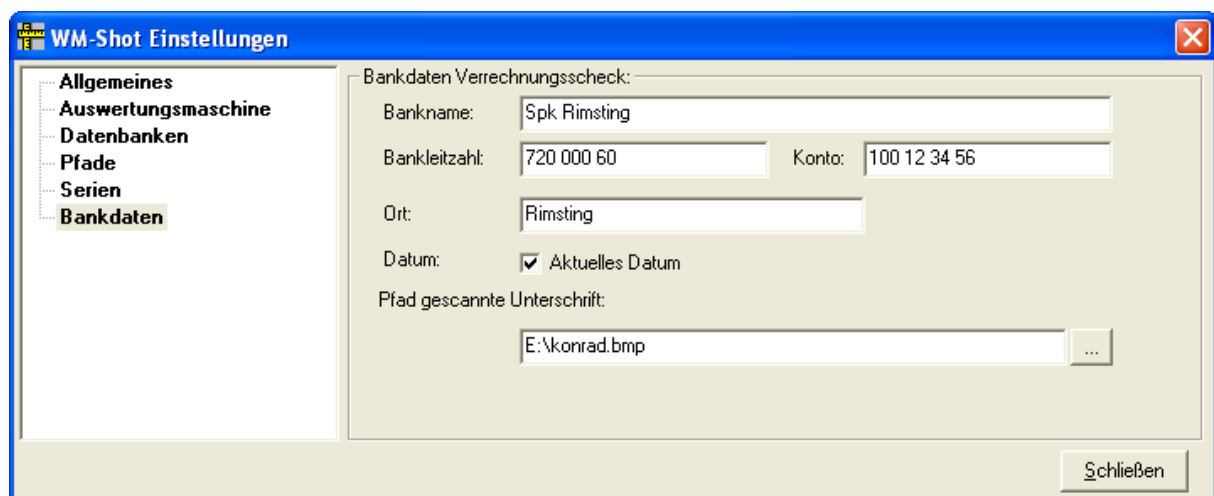 WM-Shot Einstellungen
Allgemeines
Auswertungsmaschine
Datenbanken
Pfade
Serien
Bankdaten
Bankdaten Verrechnungsscheck:
Bankname: Spk Rimsting
Bankleitzahl: 720 000 60 Konto: 100 12 34 56
Ort: Rimsting
Datum: Aktuelles Datum
Pfad gescannte Unterschrift:
E:\konrad.bmp ...
Schließen